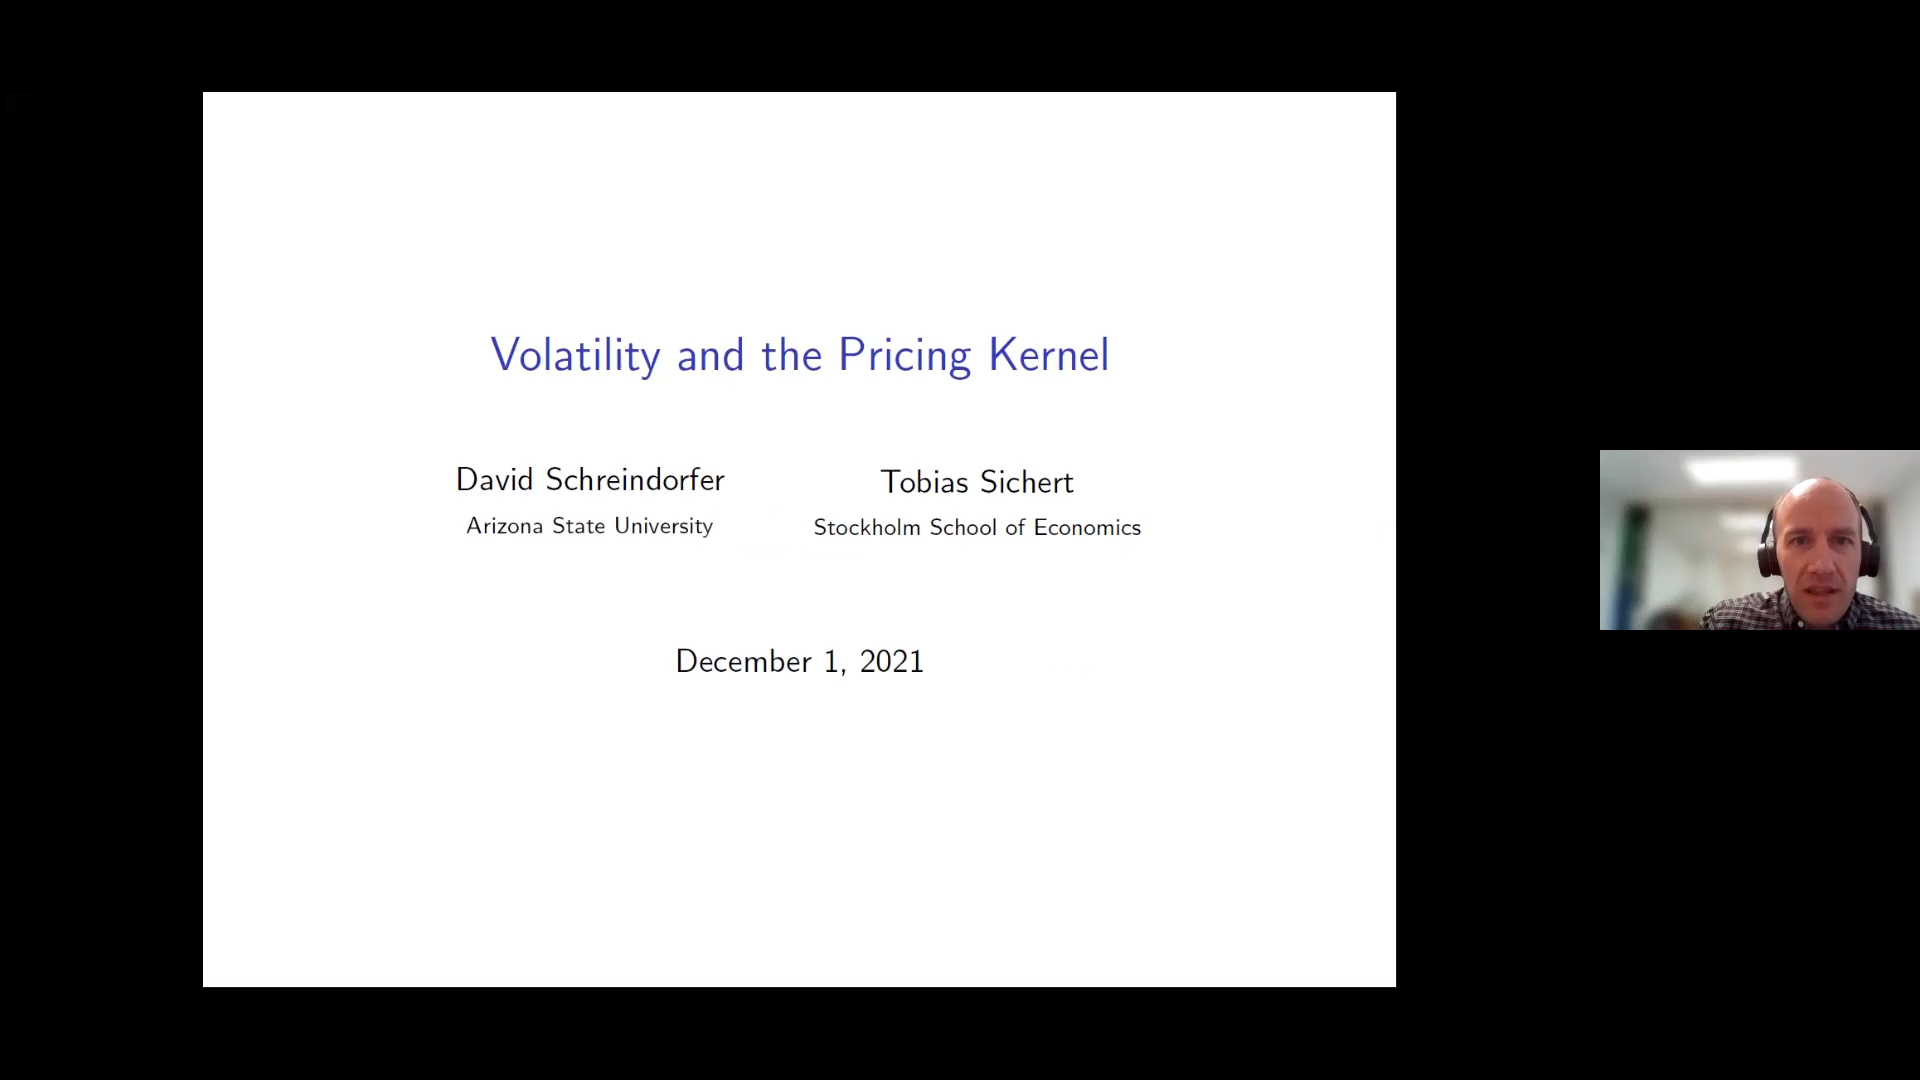 Volatility and the Pricing Kernel
David Schreindorfer
Arizona State University
Tobias Sichert
Stockholm School of Economics
December 1, 2021